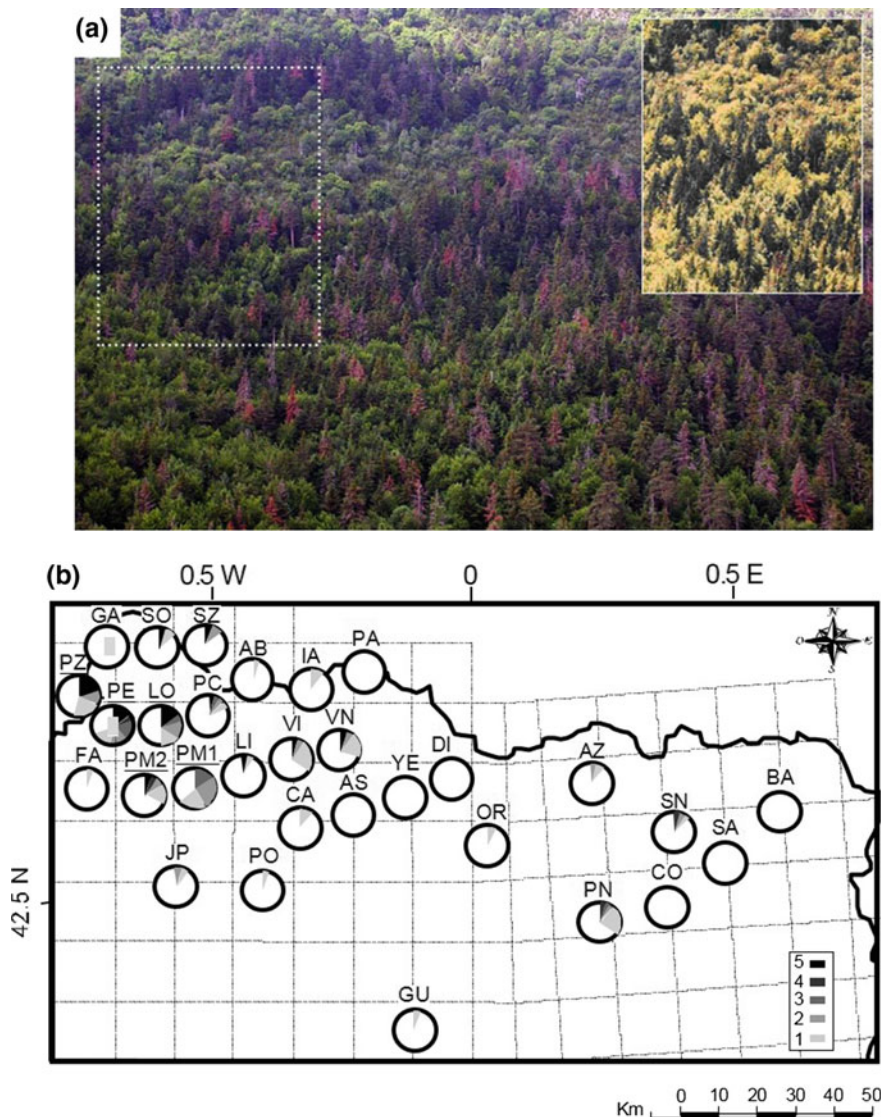 (a)
(b)
0.5 W 0 0.5 E
N
O E
S
GA SO SZ
AB IA PA
PZ
PE LO PC
FA PM2 PM1 LI VI VN
CA AS YE DI
OR AZ
SN SA BA
JP PO
PN CO
GU
42.5 N
5
4
3
2
1
Km 0 10 20 30 40 50